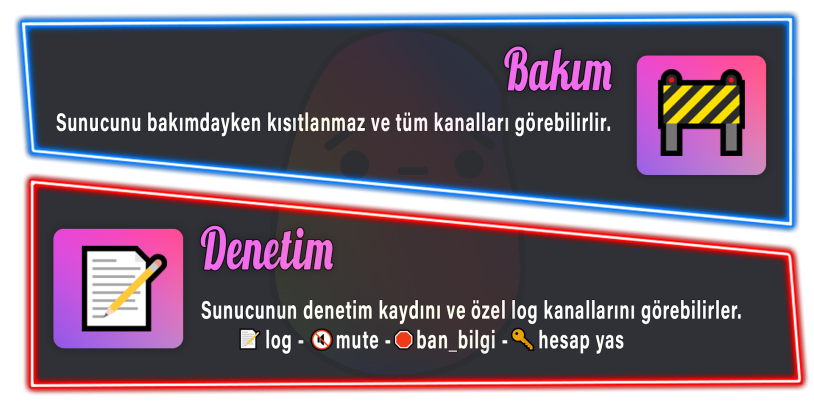 Bakım
Sunucunu bakımdayken kısıtlanmaz ve tüm kanalları görebilirlir.
Denetim
Sunucunun denetim kaydını ve özel log kanallarını görebilirler.
log - mute - ban_bilgi - hesap yas